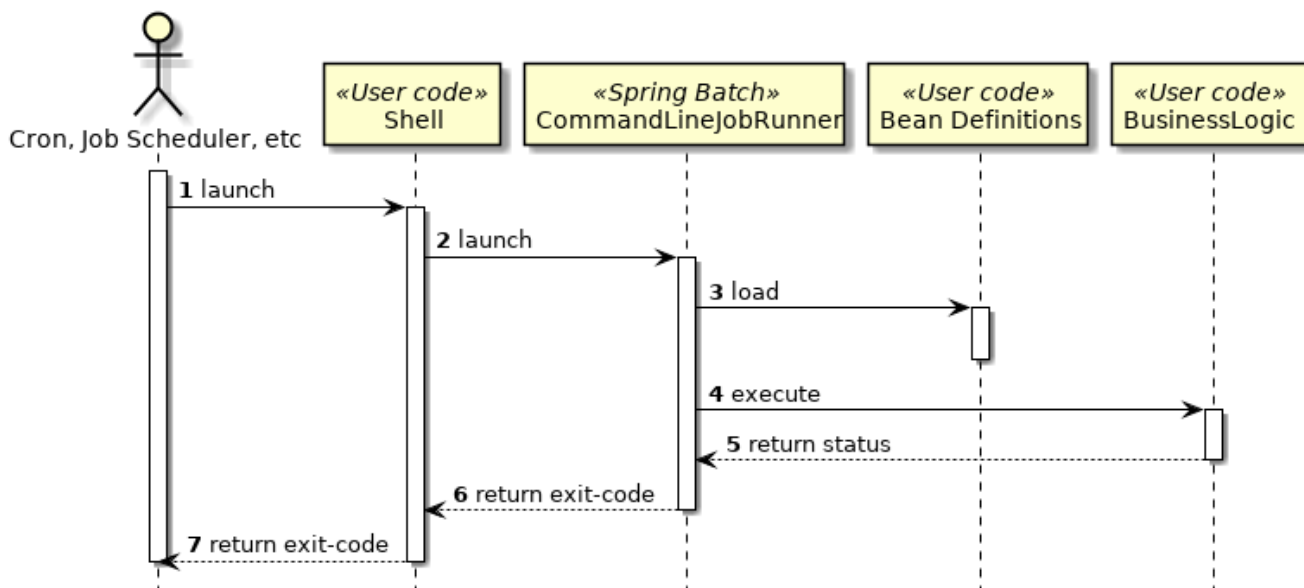 Cron, Job Scheduler, etc
«User code»
Shell
«Spring Batch»
CommandLineJobRunner
«User code»
Bean Definitions
«User code»
BusinessLogic
1 launch
2 launch
3 load
4 execute
5 return status
6 return exit-code
7 return exit-code